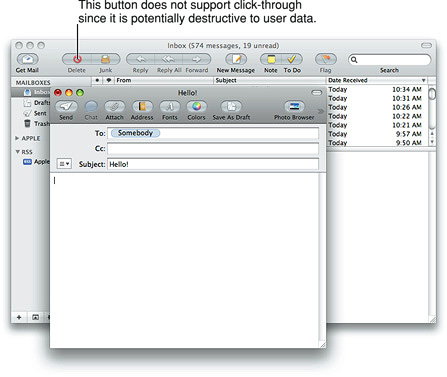 This button does not support click-through
since it is potentially destructive to user data.
Inbox (574 messages, 19 unread)
Get Mail Delete Junk Reply Reply All Forward New Message Note To Do Flag Search
MAILBOXES From Subject Date Received
Inbox Today 10:34 AM
Drafts Today 10:31 AM
Sent Today 10:26 AM
Trash Today 10:22 AM
Today 10:21 AM
APPLE Today 9:57 AM
RSS Today 9:50 AM
Apple
Hello!
Send Chat Attach Address Fonts Colors Save As Draft Photo Browser
To: Somebody
Cc:
Subject: Hello!